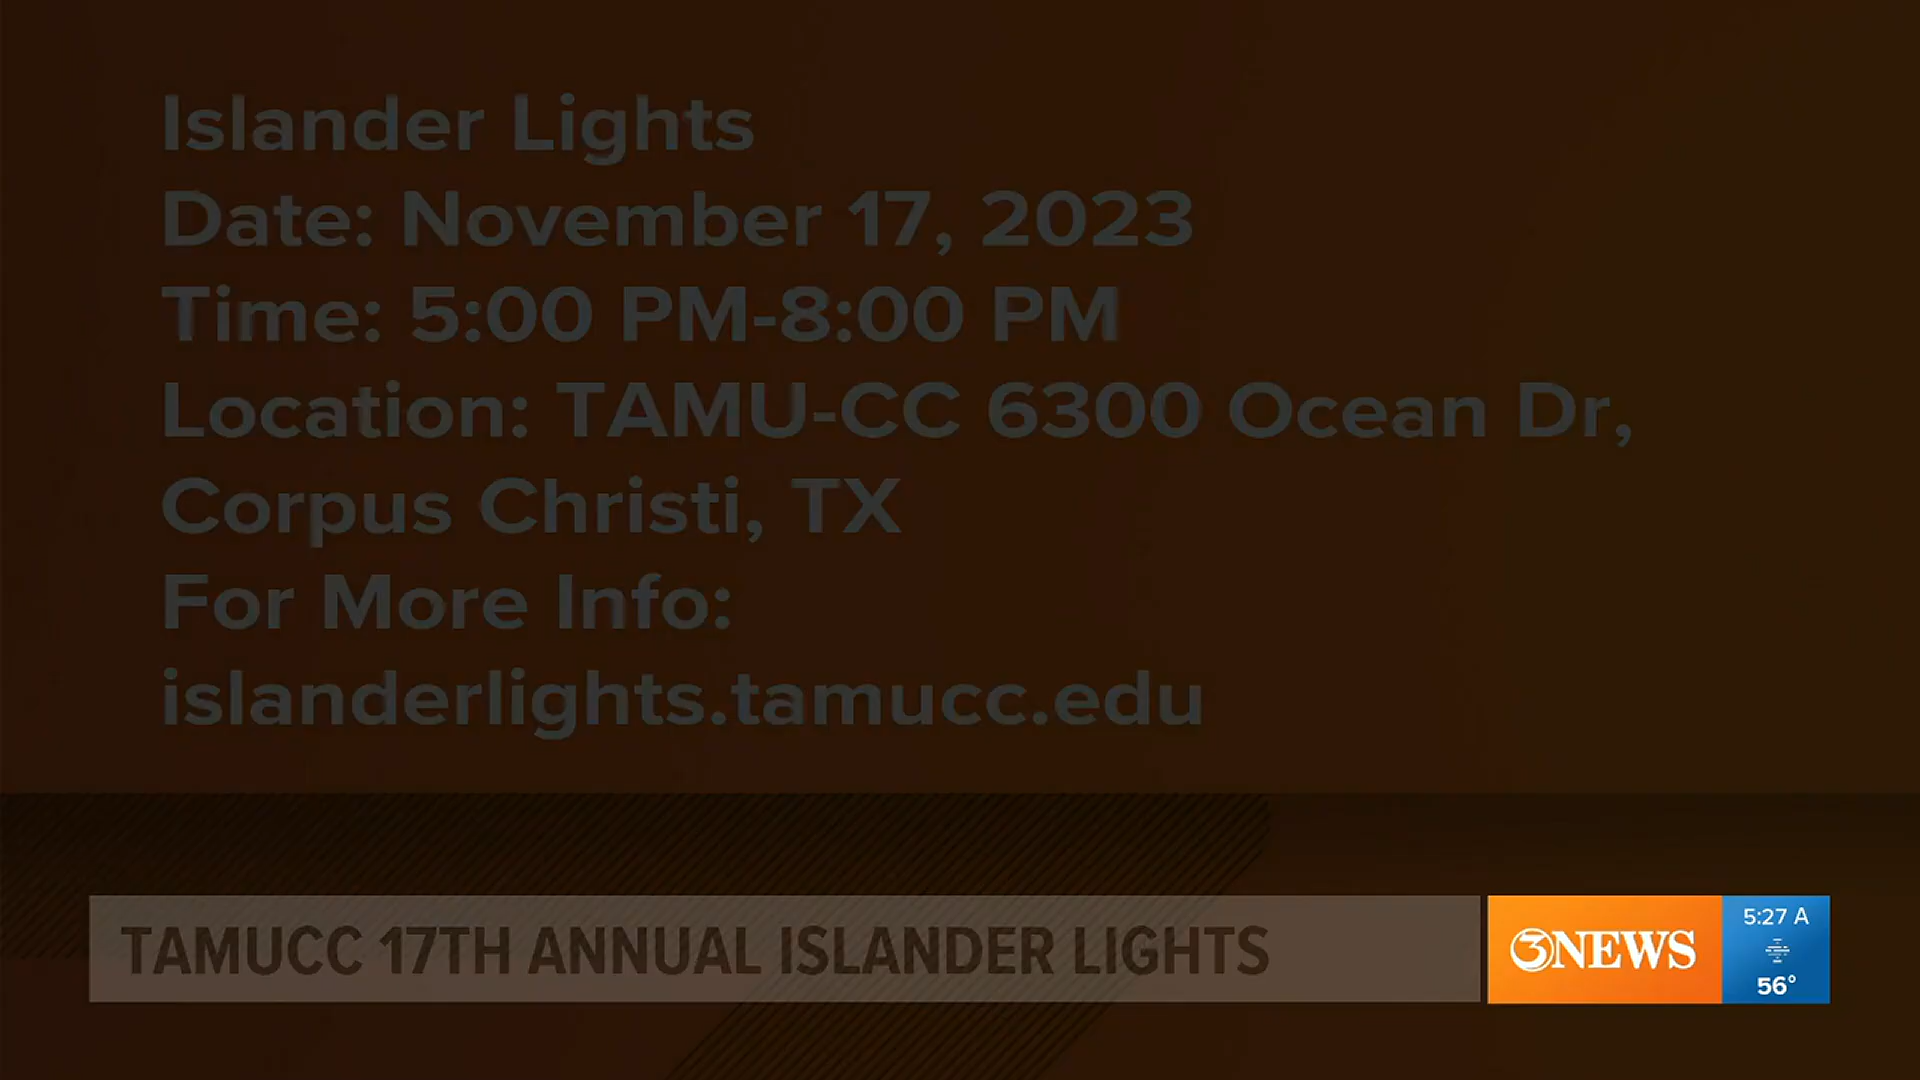 Islander Lights
Date: November 17, 2023
Time: 5:00 PM-8:00 PM
Location: TAMU-CC 6300 Ocean Dr,
Corpus Christi, TX
For More Info:
islanderlights.tamucc.edu
TAMUCC 17TH ANNUAL ISLANDER LIGHTS
3NEWS
5:27 A
56°